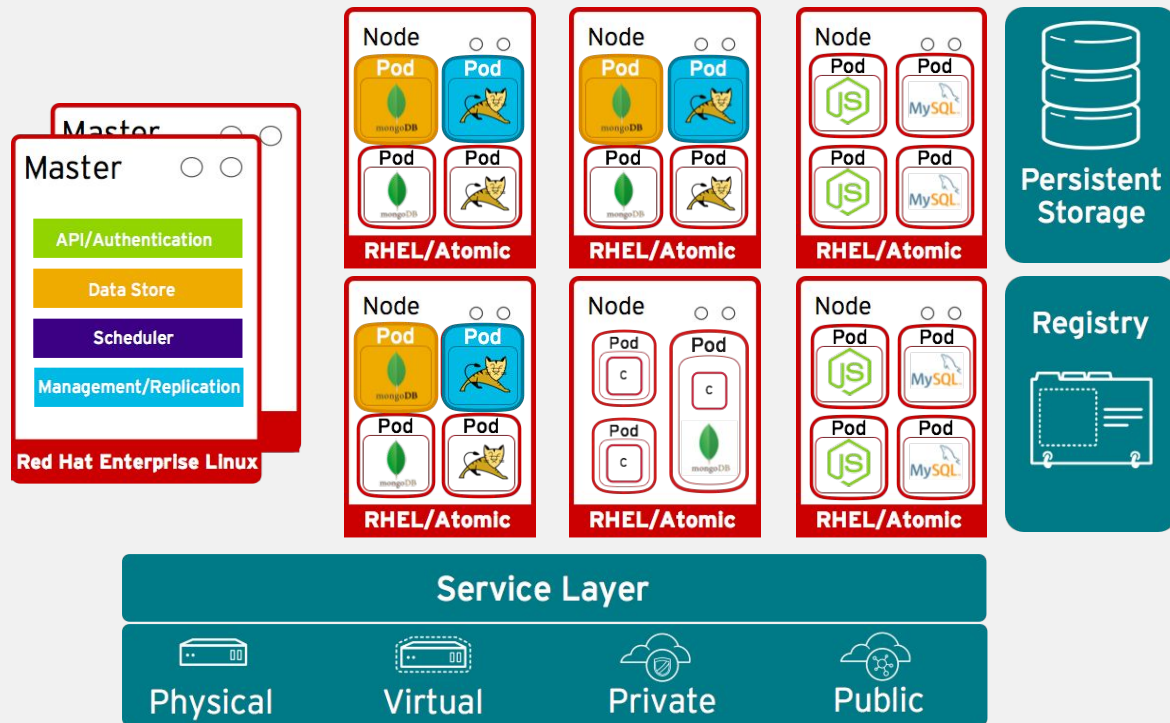 Master
Master
API/Authentication
Data Store
Scheduler
Management/Replication
Red Hat Enterprise Linux
Node
Pod
Pod
mongoDB
Pod
Pod
mongoDB
RHEL/Atomic
Node
Pod
Pod
mongoDB
Pod
Pod
mongoDB
RHEL/Atomic
Node
Pod
Pod
JS
MySQL
Pod
Pod
JS
MySQL
RHEL/Atomic
Persistent
Storage
Node
Pod
Pod
mongoDB
Pod
Pod
mongoDB
RHEL/Atomic
Node
Pod
C
Pod
C
Pod
C
mongoDB
RHEL/Atomic
Node
Pod
Pod
JS
MySQL
Pod
Pod
JS
MySQL
RHEL/Atomic
Registry
Service Layer
Physical
Virtual
Private
Public